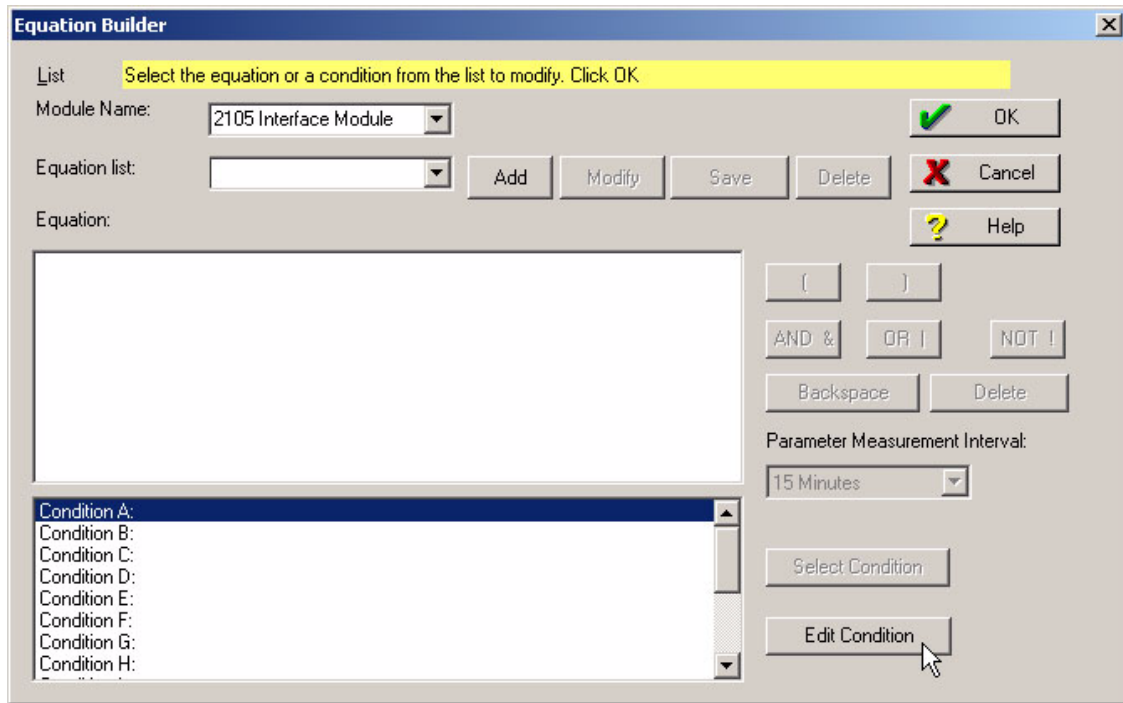 Equation Builder
List Select the equation or a condition from the list to modify. Click OK
Module Name: 2105 Interface Module OK
Equation list: Add Modify Save Delete Cancel
Equation: Help
( )
AND & OR | NOT !
Backspace Delete
Parameter Measurement Interval:
15 Minutes
Condition A:
Condition B:
Condition C:
Condition D:
Condition E:
Condition F:
Condition G:
Condition H:
Select Condition
Edit Condition